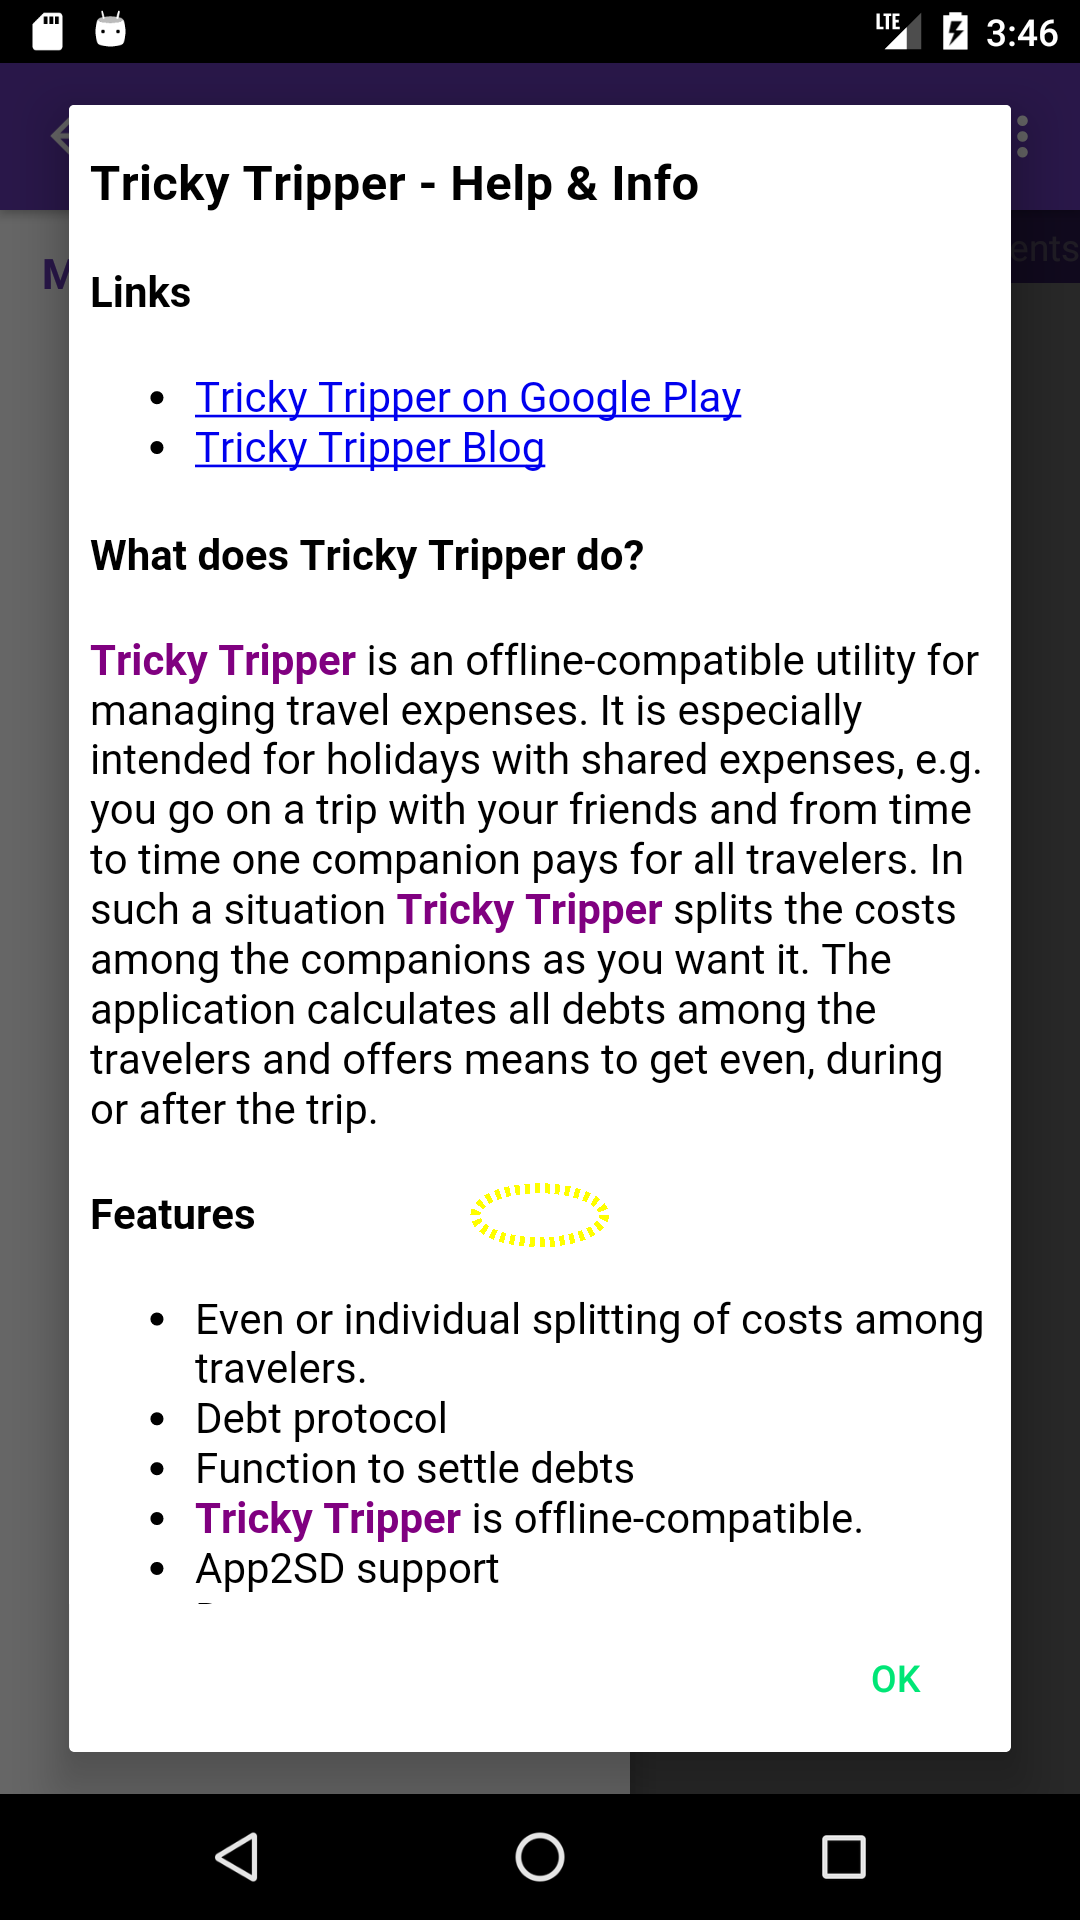 LTE 3:46
Tricky Tripper - Help & Info
ents
M
Links
• Tricky Tripper on Google Play
• Tricky Tripper Blog
What does Tricky Tripper do?
Tricky Tripper is an offline-compatible utility for
managing travel expenses. It is especially
intended for holidays with shared expenses, e.g.
you go on a trip with your friends and from time
to time one companion pays for all travelers. In
such a situation Tricky Tripper splits the costs
among the companions as you want it. The
application calculates all debts among the
travelers and offers means to get even, during
or after the trip.
Features
• Even or individual splitting of costs among
travelers.
• Debt protocol
• Function to settle debts
• Tricky Tripper is offline-compatible.
• App2SD support
OK